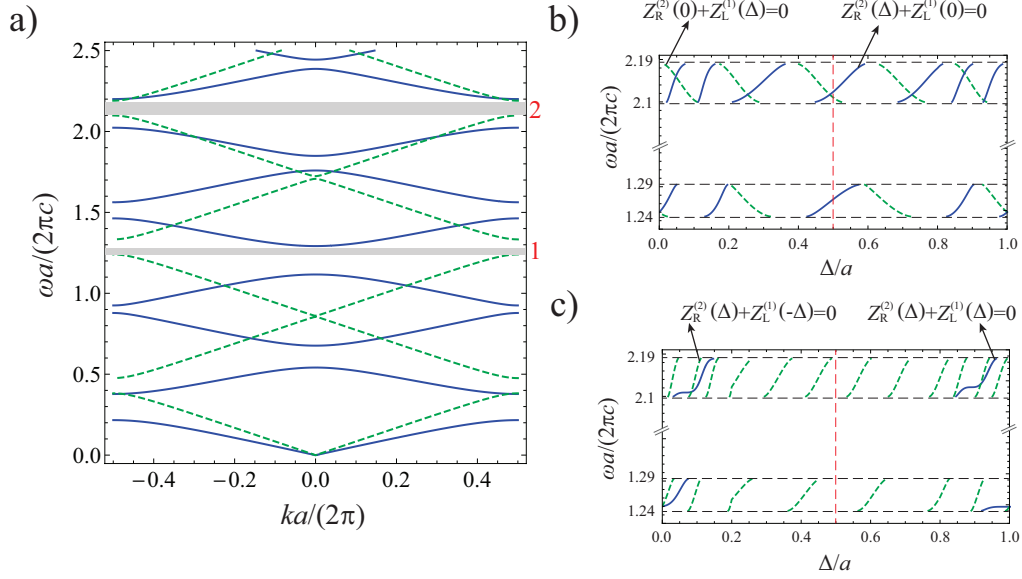 a)
2.5
2.0
1.5
1.0
0.5
0.0
ωa/(2πc)
−0.4 −0.2 0.0 0.2 0.4
ka/(2π)
2
1
b)
Z_R^(2)(0)+Z_L^(1)(Δ)=0 Z_R^(2)(Δ)+Z_L^(1)(0)=0
2.19
2.1
1.29
1.24
ωa/(2πc)
0.0 0.2 0.4 0.6 0.8 1.0
Δ/a
c)
Z_R^(2)(Δ)+Z_L^(1)(-Δ)=0 Z_R^(2)(Δ)+Z_L^(1)(Δ)=0
2.19
2.1
1.29
1.24
ωa/(2πc)
0.0 0.2 0.4 0.6 0.8 1.0
Δ/a